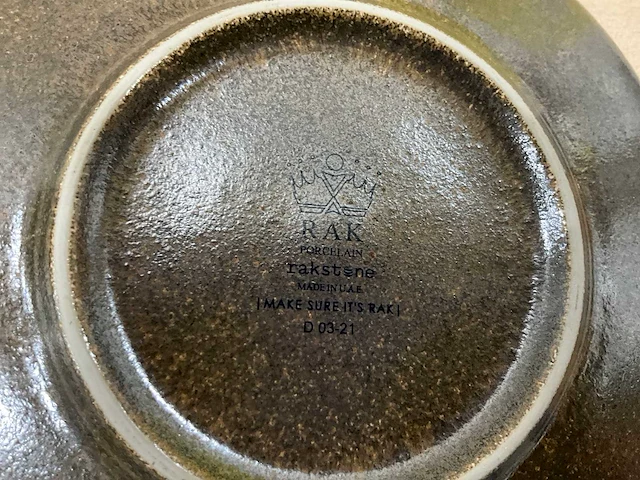 RAK
PORCELAIN
rakstone
MADE IN U.A.E.
|MAKE SURE IT'S RAK|
D 03-21